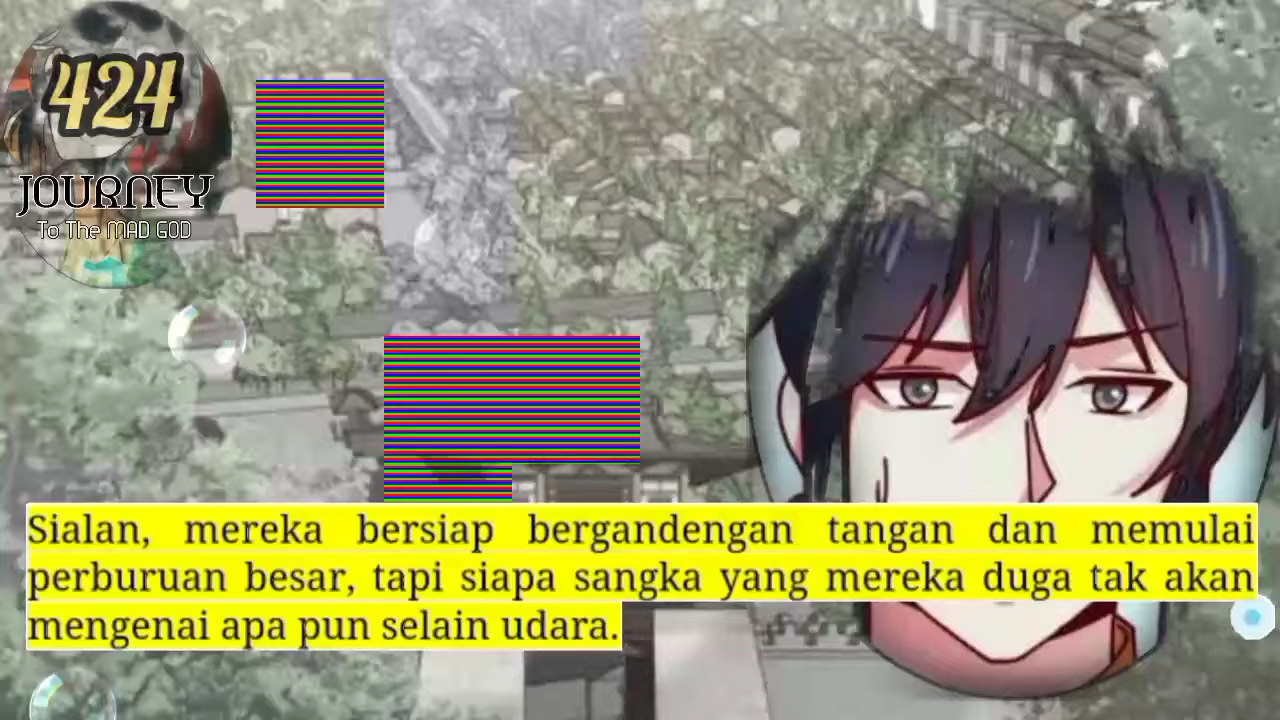 424
JOURNEY
To The MAD GOD
Sialan, mereka bersiap bergandengan tangan dan memulai
perburuan besar, tapi siapa sangka yang mereka duga tak akan
mengenai apa pun selain udara.